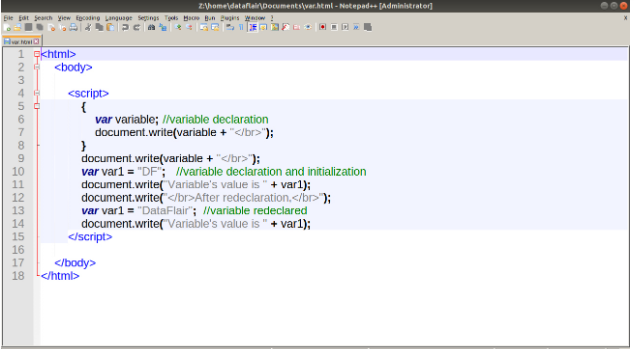 Z:\home\dataflair\Documents\var.html - Notepad++ [Administrator]
File Edit Search View Encoding Language Settings Tools Macro Run Plugins Window ? X
var.html
1 <html>
2 <body>
3
4 <script>
5 {
6 var variable; //variable declaration
7 document.write(variable + "</br>");
8 }
9 document.write(variable + "</br>");
10 var var1 = "DF"; //variable declaration and initialization
11 document.write("Variable's value is " + var1);
12 document.write("</br>After redeclaration,</br>");
13 var var1 = "DataFlair"; //variable redeclared
14 document.write("Variable's value is " + var1);
15 </script>
16
17 </body>
18 </html>